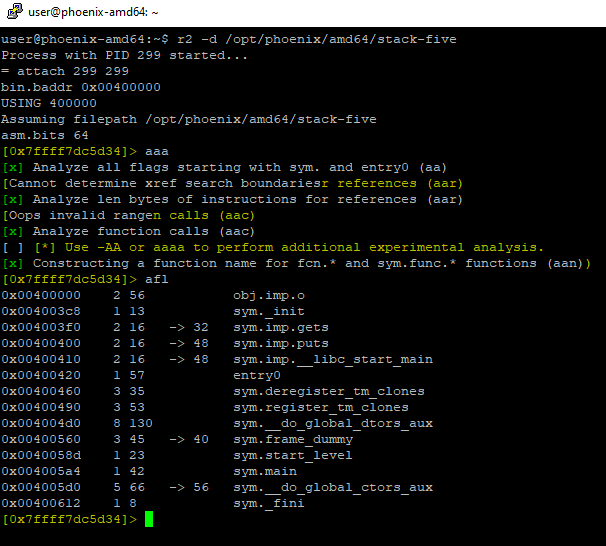 user@phoenix-amd64: ~
user@phoenix-amd64:~$ r2 -d /opt/phoenix/amd64/stack-five
Process with PID 299 started...
= attach 299 299
bin.baddr 0x00400000
USING 400000
Assuming filepath /opt/phoenix/amd64/stack-five
asm.bits 64
[0x7ffff7dc5d34]> aaa
[x] Analyze all flags starting with sym. and entry0 (aa)
[Cannot determine xref search boundariesr references (aar)
[x] Analyze len bytes of instructions for references (aar)
[Oops invalid rangen calls (aac)
[x] Analyze function calls (aac)
[ ] [*] Use -AA or aaaa to perform additional experimental analysis.
[x] Constructing a function name for fcn.* and sym.func.* functions (aan))
[0x7ffff7dc5d34]> afl
0x00400000    2 56           obj.imp.o
0x004003c8    1 13           sym._init
0x004003f0    2 16   -> 32   sym.imp.gets
0x00400400    2 16   -> 48   sym.imp.puts
0x00400410    2 16   -> 48   sym.imp.__libc_start_main
0x00400420    1 57           entry0
0x00400460    3 35           sym.deregister_tm_clones
0x00400490    3 53           sym.register_tm_clones
0x004004d0    8 130          sym.__do_global_dtors_aux
0x00400560    3 45   -> 40   sym.frame_dummy
0x0040058d    1 23           sym.start_level
0x004005a4    1 42           sym.main
0x004005d0    5 66   -> 56   sym.__do_global_ctors_aux
0x00400612    1 8            sym._fini
[0x7ffff7dc5d34]>